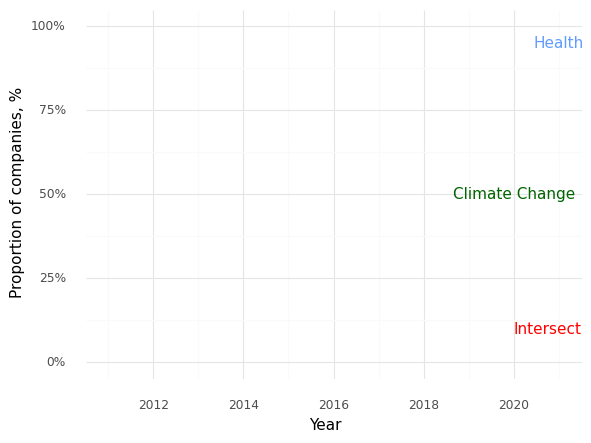 100%
Health
75%
Proportion of companies, %
50%
Climate Change
25%
Intersect
0%
2012 2014 2016 2018 2020
Year